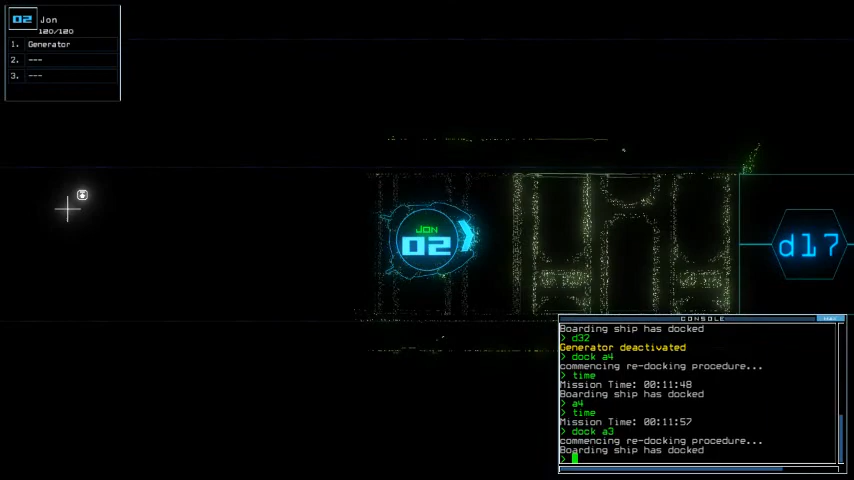 02 Jon
120/120
1. Generator
2. ---
3. ---
JON
02
d17
CONSOLE
Boarding ship has docked
> d32
Generator deactivated
> dock a4
commencing re-docking procedure...
> time
Mission Time: 00:11:48
Boarding ship has docked
> a4
> time
Mission Time: 00:11:57
> dock a3
commencing re-docking procedure...
Boarding ship has docked
>